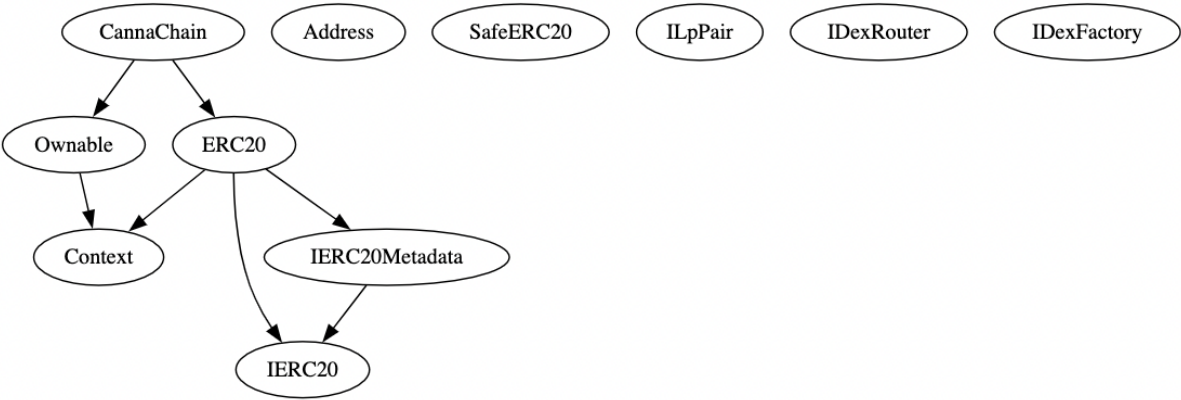 CannaChain
Address
SafeERC20
ILpPair
IDexRouter
IDexFactory
Ownable
ERC20
Context
IERC20Metadata
IERC20